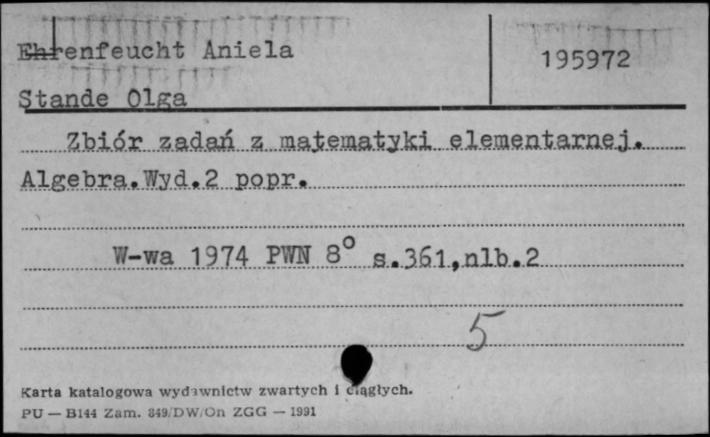 Ehrenfeucht Aniela
195972
Stande Olga
Zbiór zadań z matematyki elementarnej.
Algebra.Wyd.2 popr.
W-wa 1974 PWN 8° s.361,nlb.2
5
Karta katalogowa wydawnictw zwartych i ciągłych.
PU — B144 Zam. 849/DW/On ZGG — 1991